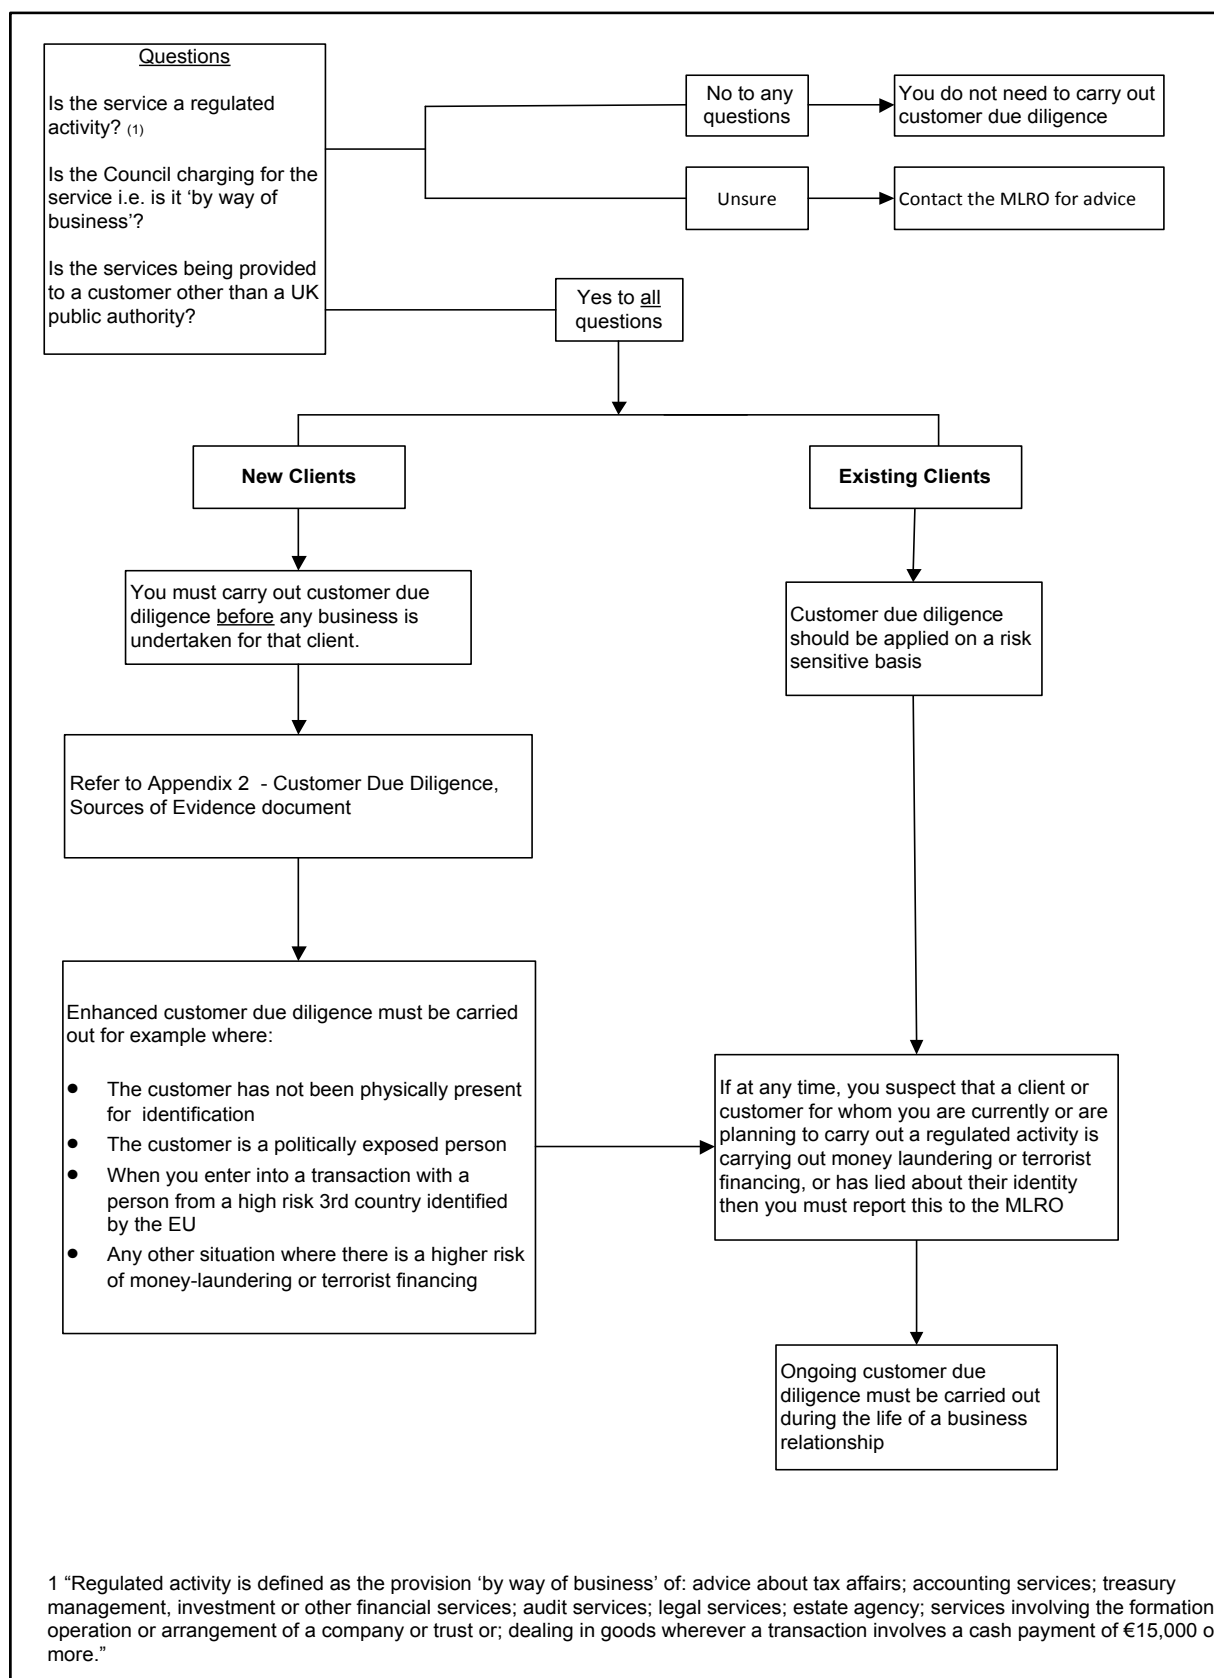 Questions
Is the service a regulated
activity? (1)
Is the Council charging for the
service i.e. is it ‘by way of
business’?
Is the services being provided
to a customer other than a UK
public authority?
No to any
questions
You do not need to carry out
customer due diligence
Unsure
Contact the MLRO for advice
Yes to all
questions
New Clients
Existing Clients
You must carry out customer due
diligence before any business is
undertaken for that client.
Customer due diligence
should be applied on a risk
sensitive basis
Refer to Appendix 2 - Customer Due Diligence,
Sources of Evidence document
Enhanced customer due diligence must be carried
out for example where:
● The customer has not been physically present
for identification
● The customer is a politically exposed person
● When you enter into a transaction with a
person from a high risk 3rd country identified
by the EU
● Any other situation where there is a higher risk
of money-laundering or terrorist financing
If at any time, you suspect that a client or
customer for whom you are currently or are
planning to carry out a regulated activity is
carrying out money laundering or terrorist
financing, or has lied about their identity
then you must report this to the MLRO
Ongoing customer due
diligence must be carried out
during the life of a business
relationship
1 “Regulated activity is defined as the provision ‘by way of business’ of: advice about tax affairs; accounting services; treasury
management, investment or other financial services; audit services; legal services; estate agency; services involving the formation
operation or arrangement of a company or trust or; dealing in goods wherever a transaction involves a cash payment of €15,000 o
more.”